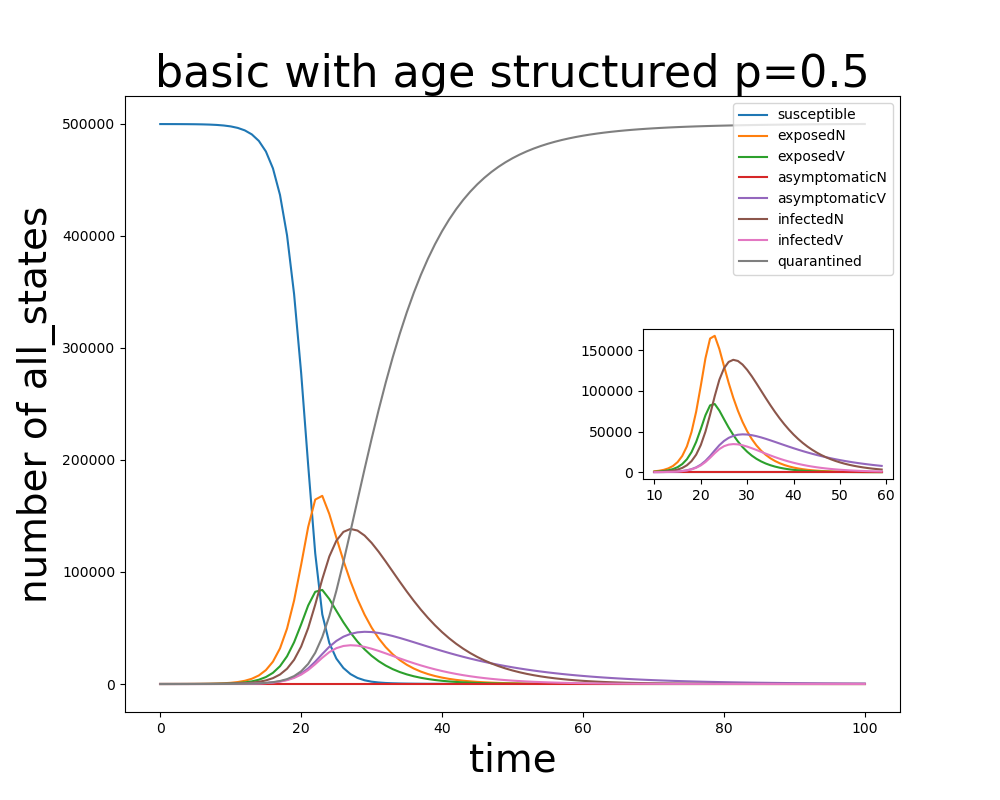 basic with age structured p=0.5
number of all_states
500000
400000
300000
200000
100000
0
susceptible
exposedN
exposedV
asymptomaticN
asymptomaticV
infectedN
infectedV
quarantined
150000
100000
50000
0
10 20 30 40 50 60
0 20 40 60 80 100
time